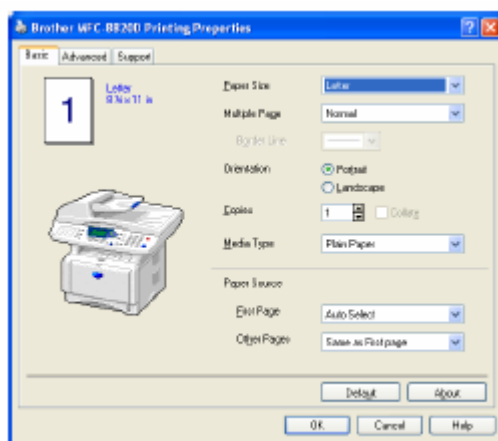 Brother MFC-8820D Printing Properties
Basic Advanced Support
1
Letter
8 ½ x 11 in
Paper Size Letter
Multiple Page Normal
Border Line
Orientation Portrait
Landscape
Copies 1 Collate
Media Type Plain Paper
Paper Source
First Page Auto Select
Other Pages Same as First page
Default About
OK Cancel Help